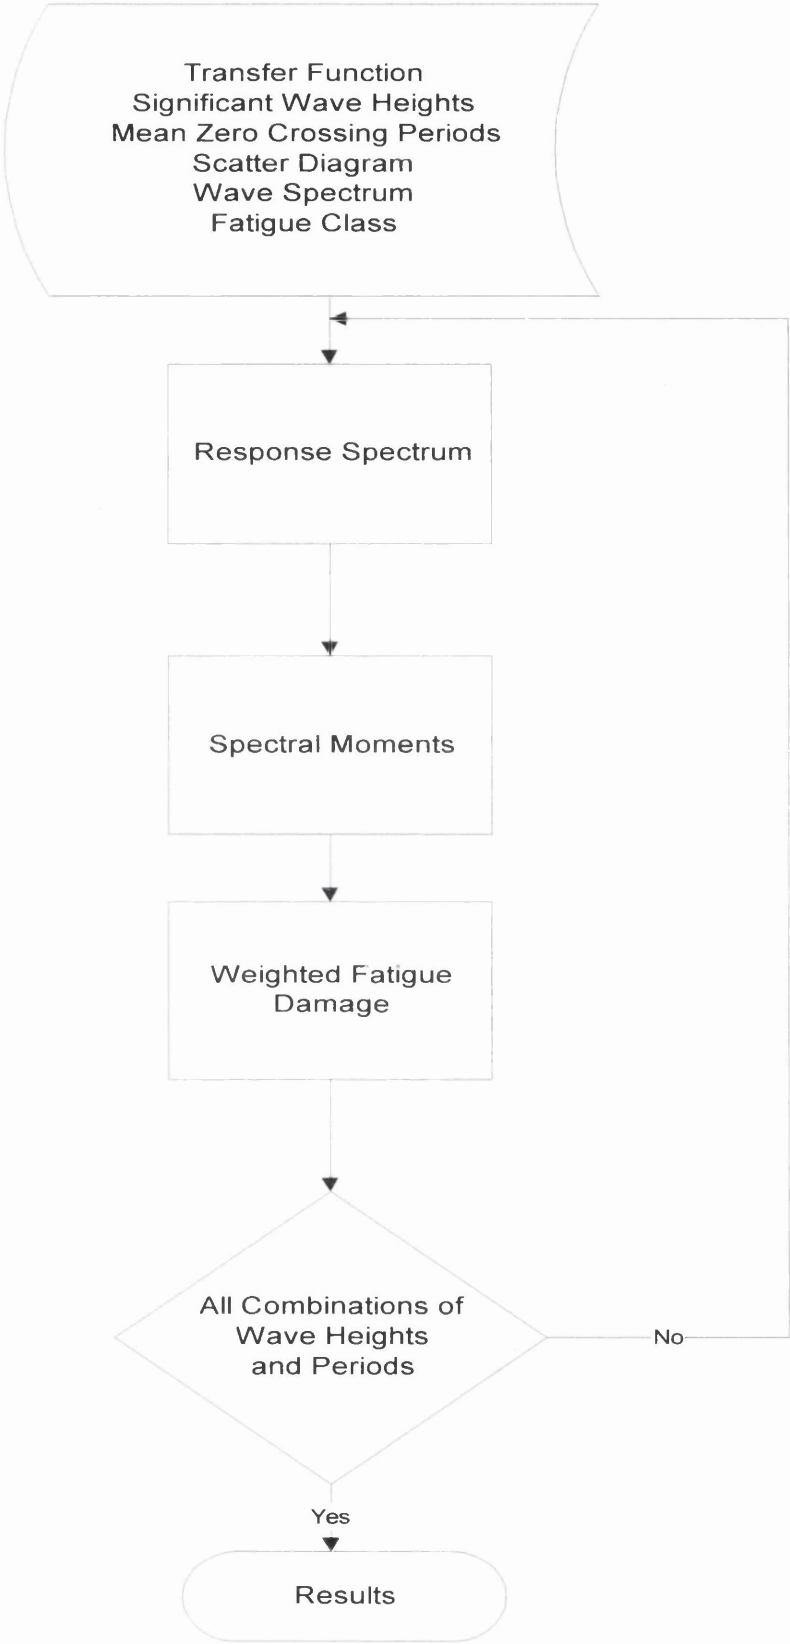 Transfer Function
Significant Wave Heights
Mean Zero Crossing Periods
Scatter Diagram
Wave Spectrum
Fatigue Class
Response Spectrum
Spectral Moments
Weighted Fatigue
Damage
All Combinations of
Wave Heights
and Periods
No
Yes
Results